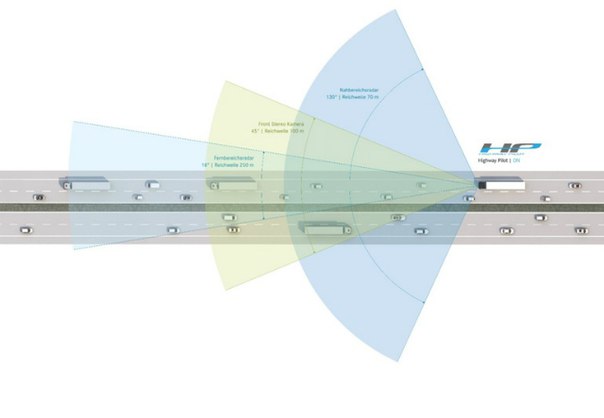 Nahbereichsradar
130° | Reichweite 70 m
Front Stereo Kamera
45° | Reichweite 100 m
Fernbereichsradar
18° | Reichweite 250 m
HP
Highway Pilot | ON